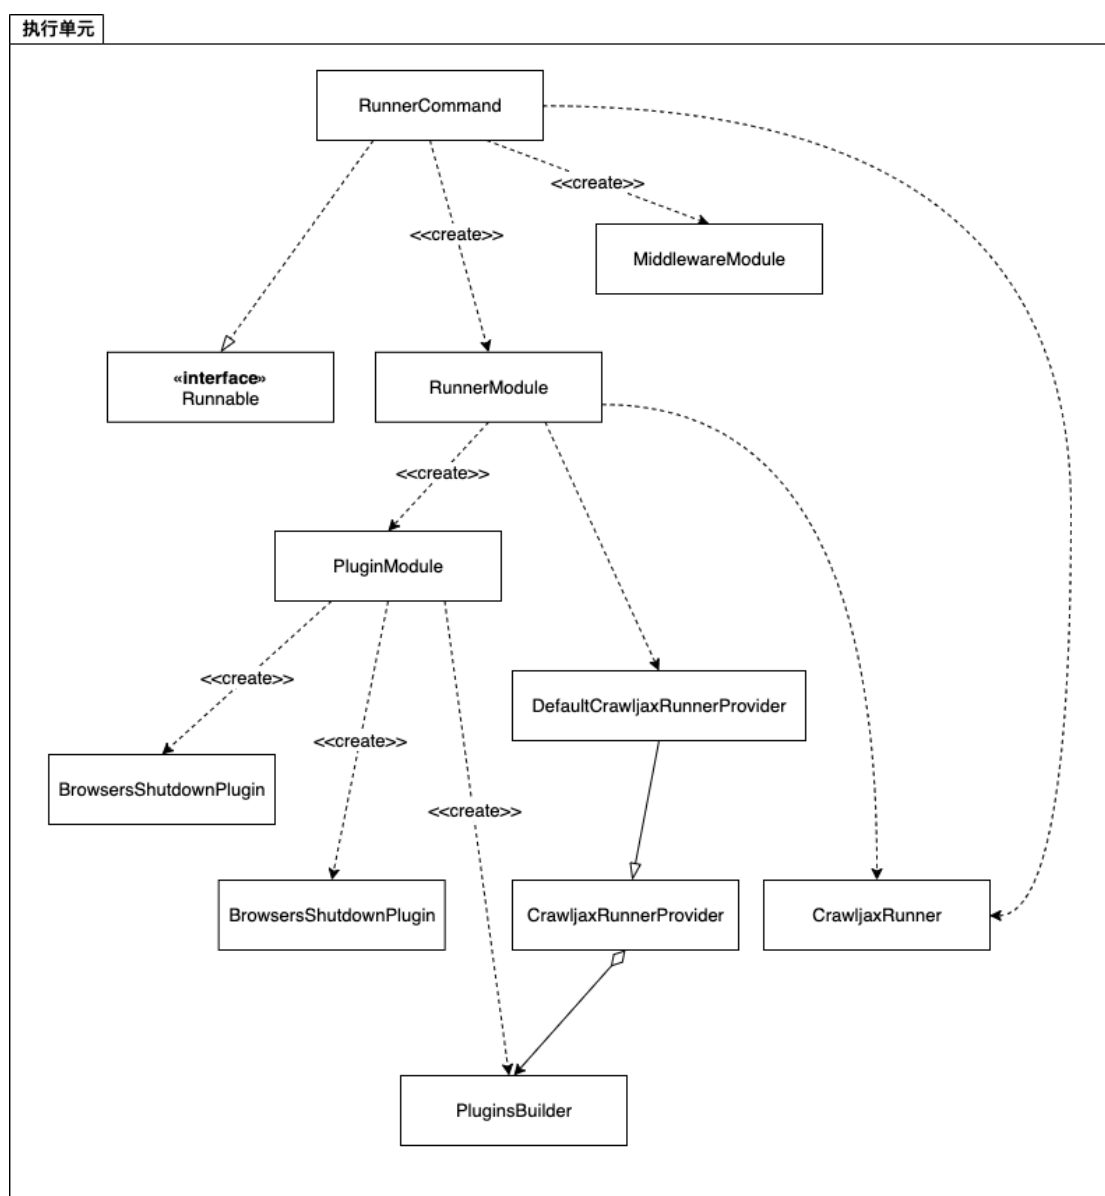 执行单元
RunnerCommand
<<create>>
MiddlewareModule
<<create>>
«interface»
Runnable
RunnerModule
<<create>>
PluginModule
<<create>>
DefaultCrawljaxRunnerProvider
<<create>>
BrowsersShutdownPlugin
<<create>>
BrowsersShutdownPlugin
CrawljaxRunnerProvider
CrawljaxRunner
PluginsBuilder